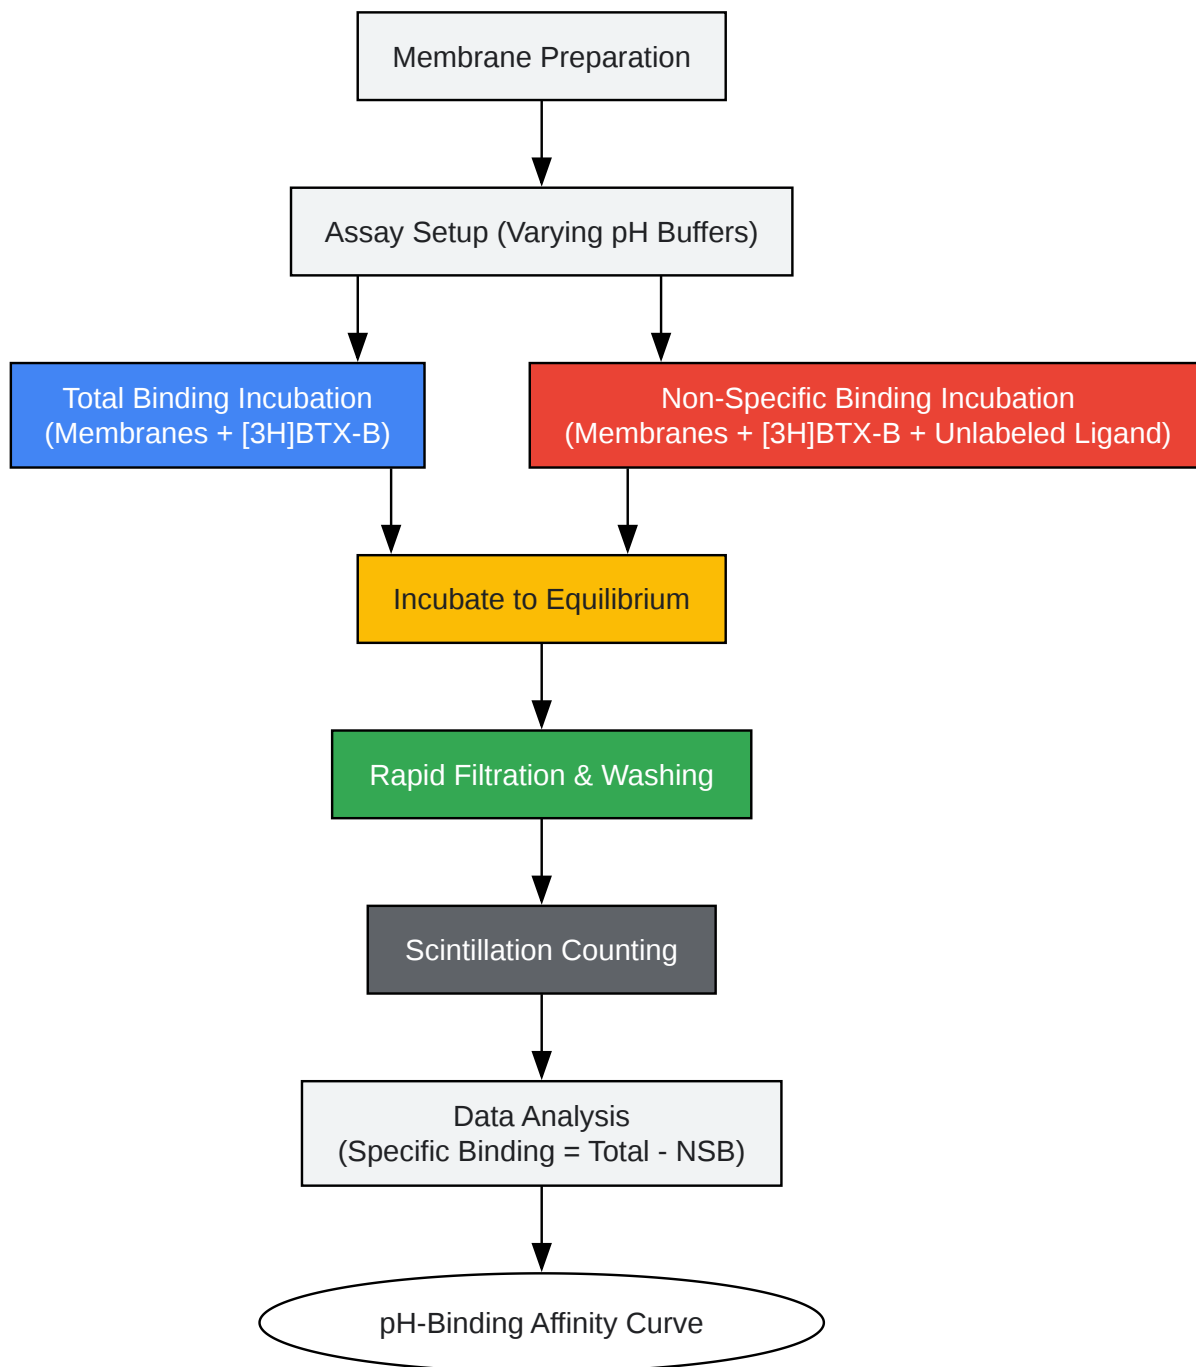 Membrane Preparation
Assay Setup (Varying pH Buffers)
Total Binding Incubation
(Membranes + [3H]BTX-B)
Non-Specific Binding Incubation
(Membranes + [3H]BTX-B + Unlabeled Ligand)
Incubate to Equilibrium
Rapid Filtration & Washing
Scintillation Counting
Data Analysis
(Specific Binding = Total - NSB)
pH-Binding Affinity Curve